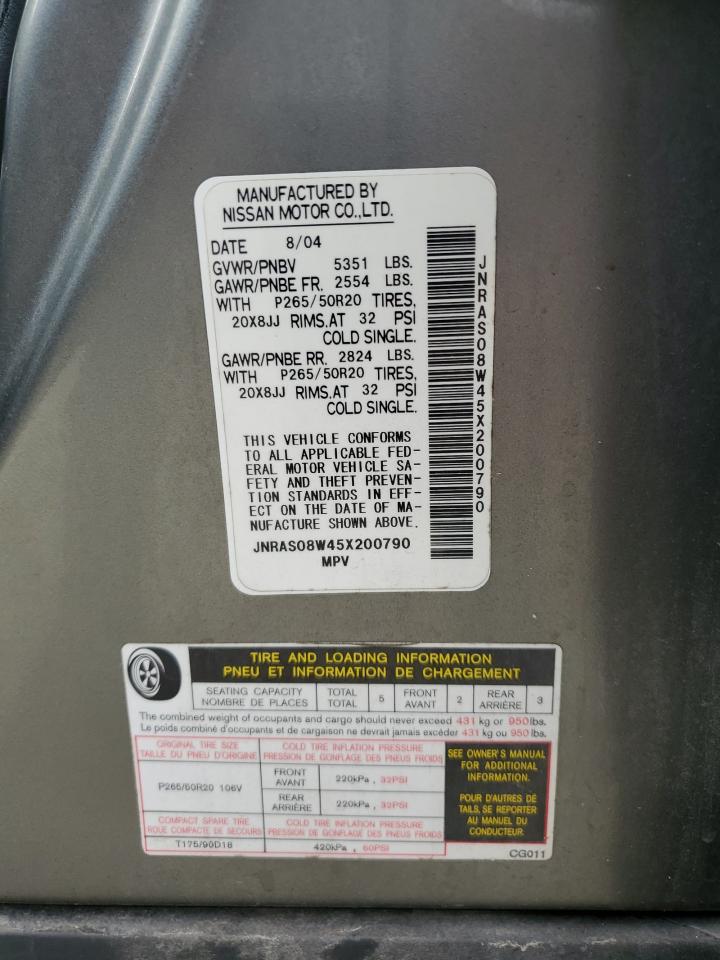 MANUFACTURED BY
NISSAN MOTOR CO.,LTD.
DATE 8/04
GVWR/PNBV 5351 LBS.
GAWR/PNBE FR. 2554 LBS.
WITH P265/50R20 TIRES,
20X8JJ RIMS.AT 32 PSI
COLD SINGLE.
GAWR/PNBE RR. 2824 LBS.
WITH P265/50R20 TIRES,
20X8JJ RIMS.AT 32 PSI
COLD SINGLE.
THIS VEHICLE CONFORMS
TO ALL APPLICABLE FED-
ERAL MOTOR VEHICLE SA-
FETY AND THEFT PREVEN-
TION STANDARDS IN EFF-
ECT ON THE DATE OF MA-
NUFACTURE SHOWN ABOVE.
JNRAS08W45X200790
MPV
JNRAS08W45X200790
TIRE AND LOADING INFORMATION
PNEU ET INFORMATION DE CHARGEMENT
SEATING CAPACITY TOTAL 5 FRONT 2 REAR 3
NOMBRE DE PLACES TOTAL AVANT ARRIÈRE
The combined weight of occupants and cargo should never exceed 431 kg or 950 lbs.
Le poids combinés d'occupants et de cargaison ne devrait jamais excéder 431 kg ou 950 lbs.
ORIGINAL TIRE SIZE COLD TIRE INFLATION PRESSURE
TAILLE DU PNEU D'ORIGINE PRESSION DE GONFLAGE DES PNEUS FROIDS
P265/50R20 106V
FRONT
AVANT 220kPa, 32PSI
REAR
ARRIÈRE 220kPa, 32PSI
COMPACT SPARE TIRE COLD TIRE INFLATION PRESSURE
ROUE COMPACTE DE SECOURS PRESSION DE GONFLAGE DES PNEUS FROIDS
T175/90D18 420kPa, 60PSI
SEE OWNER'S MANUAL
FOR ADDITIONAL
INFORMATION.
POUR D'AUTRES DÉ
TAILS, SE REPORTER
AU MANUEL DU
CONDUCTEUR.
CG011